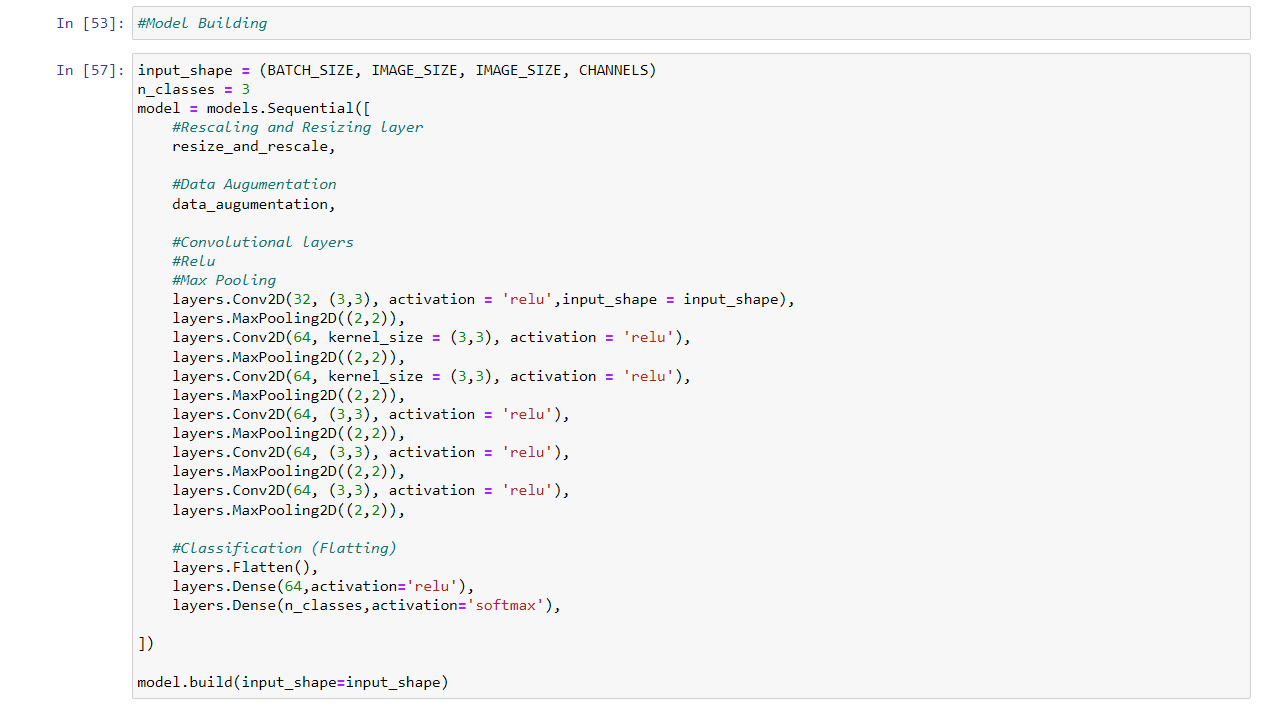 In [53]: #Model Building
In [57]: input_shape = (BATCH_SIZE, IMAGE_SIZE, IMAGE_SIZE, CHANNELS)
n_classes = 3
model = models.Sequential([
    #Rescaling and Resizing layer
    resize_and_rescale,
    #Data Augumentation
    data_augumentation,
    #Convolutional layers
    #Relu
    #Max Pooling
    layers.Conv2D(32, (3,3), activation = 'relu',input_shape = input_shape),
    layers.MaxPooling2D((2,2)),
    layers.Conv2D(64, kernel_size = (3,3), activation = 'relu'),
    layers.MaxPooling2D((2,2)),
    layers.Conv2D(64, kernel_size = (3,3), activation = 'relu'),
    layers.MaxPooling2D((2,2)),
    layers.Conv2D(64, (3,3), activation = 'relu'),
    layers.MaxPooling2D((2,2)),
    layers.Conv2D(64, (3,3), activation = 'relu'),
    layers.MaxPooling2D((2,2)),
    layers.Conv2D(64, (3,3), activation = 'relu'),
    layers.MaxPooling2D((2,2)),
    #Classification (Flatting)
    layers.Flatten(),
    layers.Dense(64,activation='relu'),
    layers.Dense(n_classes,activation='softmax'),
])
model.build(input_shape=input_shape)